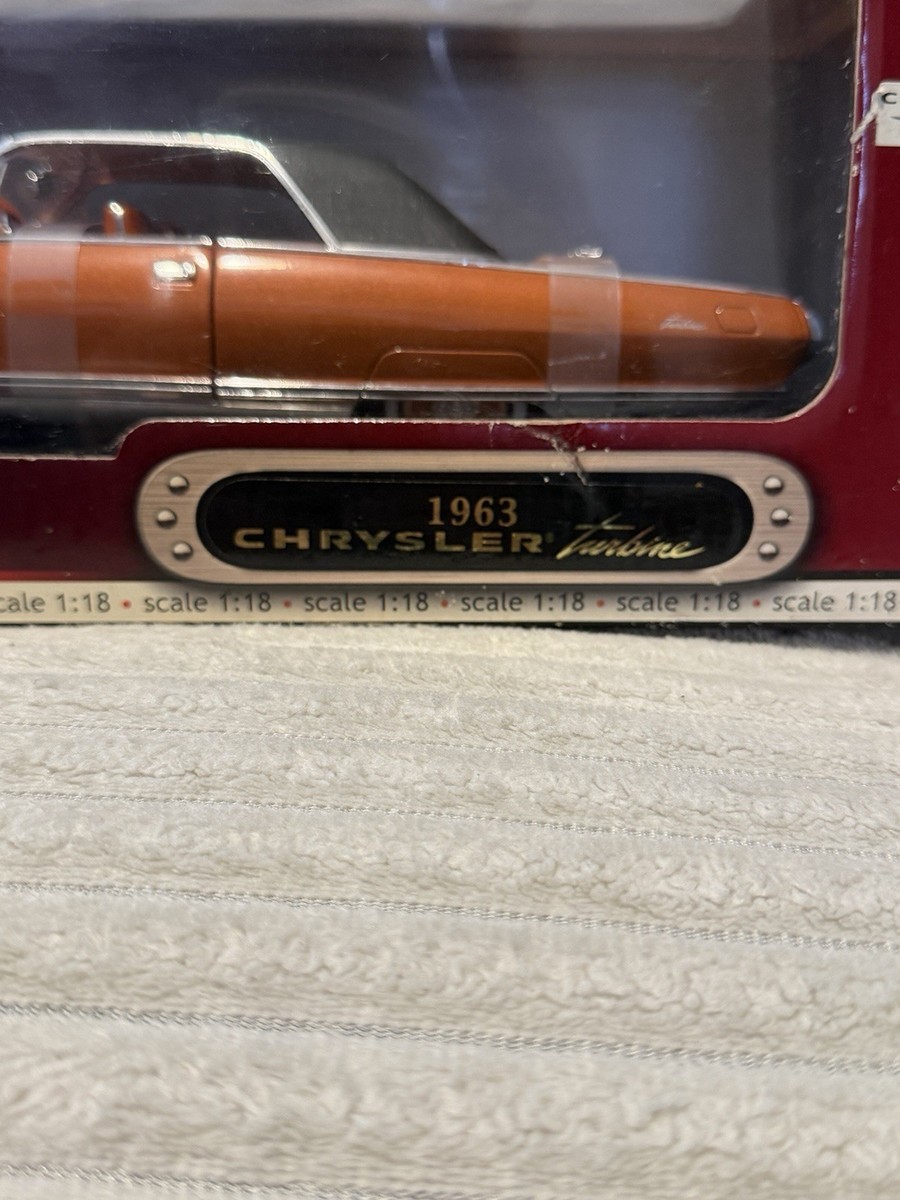 1963
CHRYSLER® Turbine
scale 1:18 • scale 1:18 • scale 1:18 • scale 1:18 • scale 1:18 • scale 1:18